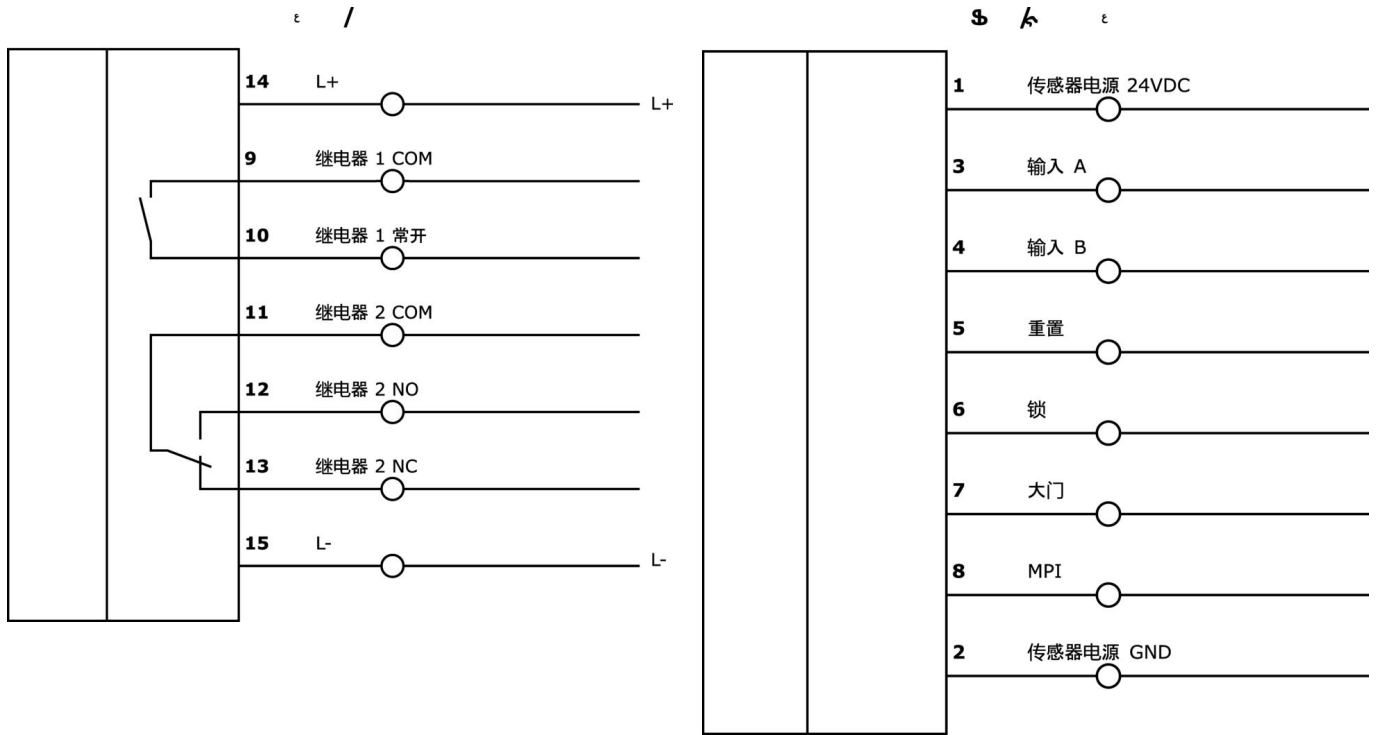 14 L+
L+
9 继电器 1 COM
10 继电器 1 常开
11 继电器 2 COM
12 继电器 2 NO
13 继电器 2 NC
15 L-
L-
1 传感器电源 24VDC
3 输入 A
4 输入 B
5 重置
6 锁
7 大门
8 MPI
2 传感器电源 GND